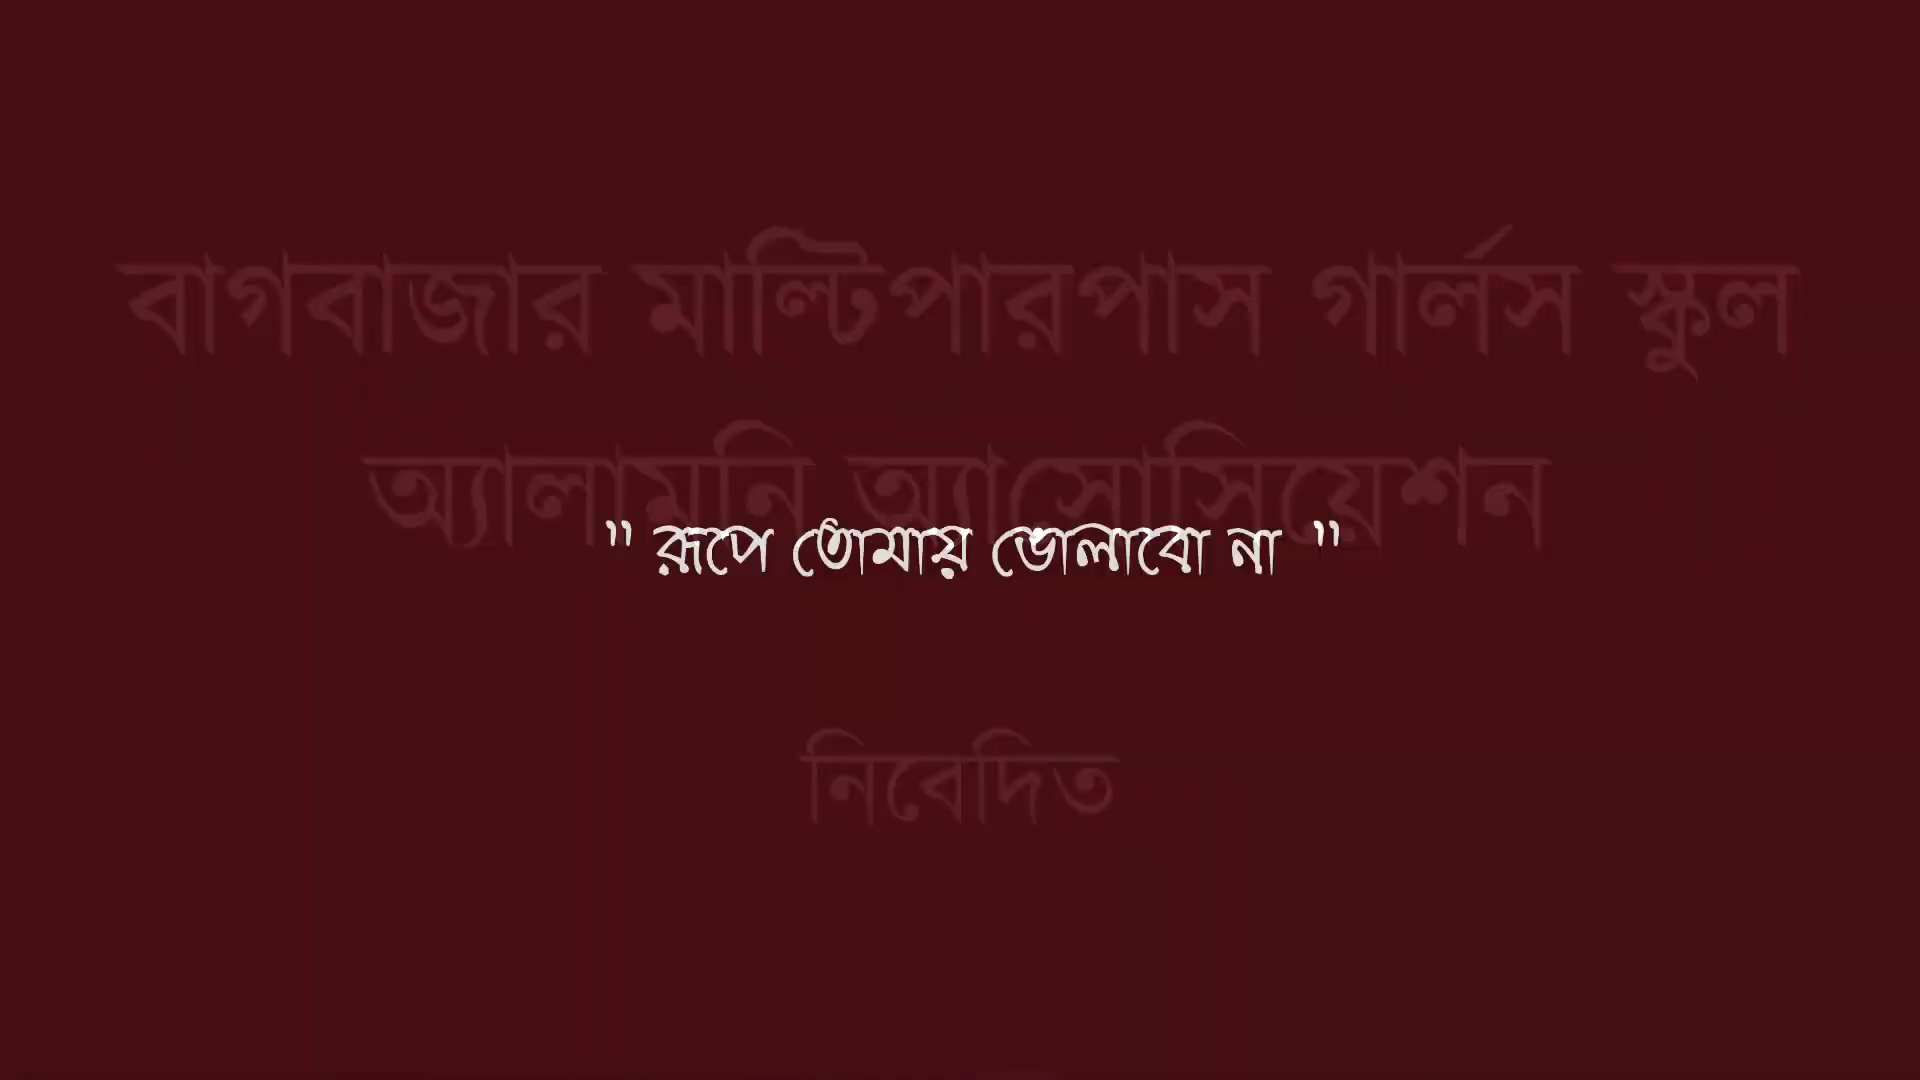 বাগবাজার মাল্টিপারপাস গার্লস স্কুল
অ্যালামনি অ্যাসোসিয়েশন
" রূপে তোমায় ভোলাবো না "
নিবেদিত